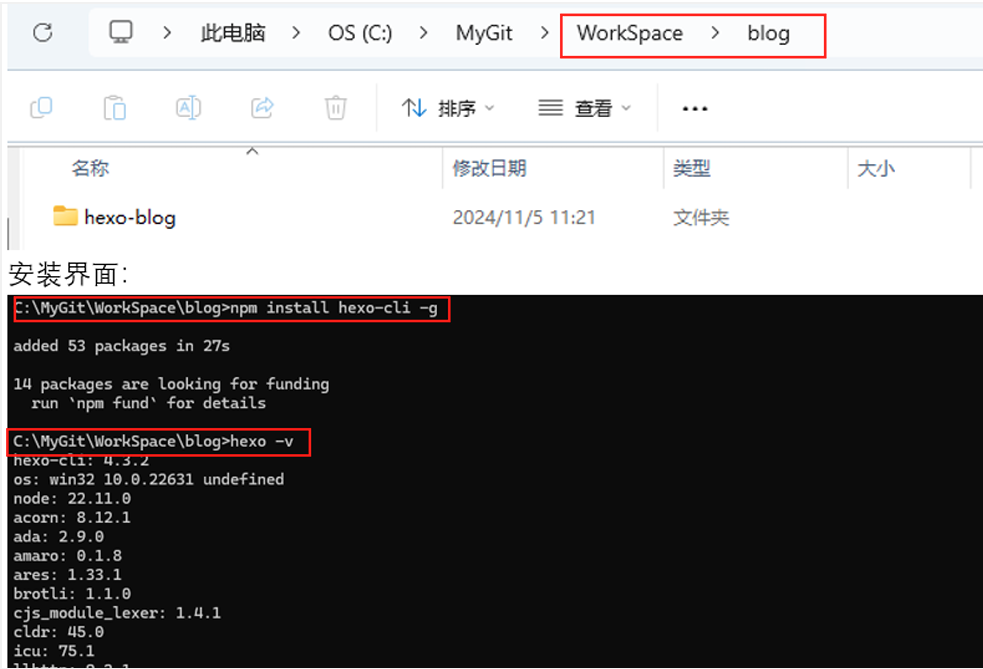 此电脑 OS (C:) MyGit WorkSpace blog
排序 查看
名称 修改日期 类型 大小
hexo-blog 2024/11/5 11:21 文件夹
安装界面:
C:\MyGit\WorkSpace\blog>npm install hexo-cli -g
added 53 packages in 27s
14 packages are looking for funding
run `npm fund` for details
C:\MyGit\WorkSpace\blog>hexo -v
hexo-cli: 4.3.2
os: win32 10.0.22631 undefined
node: 22.11.0
acorn: 8.12.1
ada: 2.9.0
amaro: 0.1.8
ares: 1.33.1
brotli: 1.1.0
cjs_module_lexer: 1.4.1
cldr: 45.0
icu: 75.1